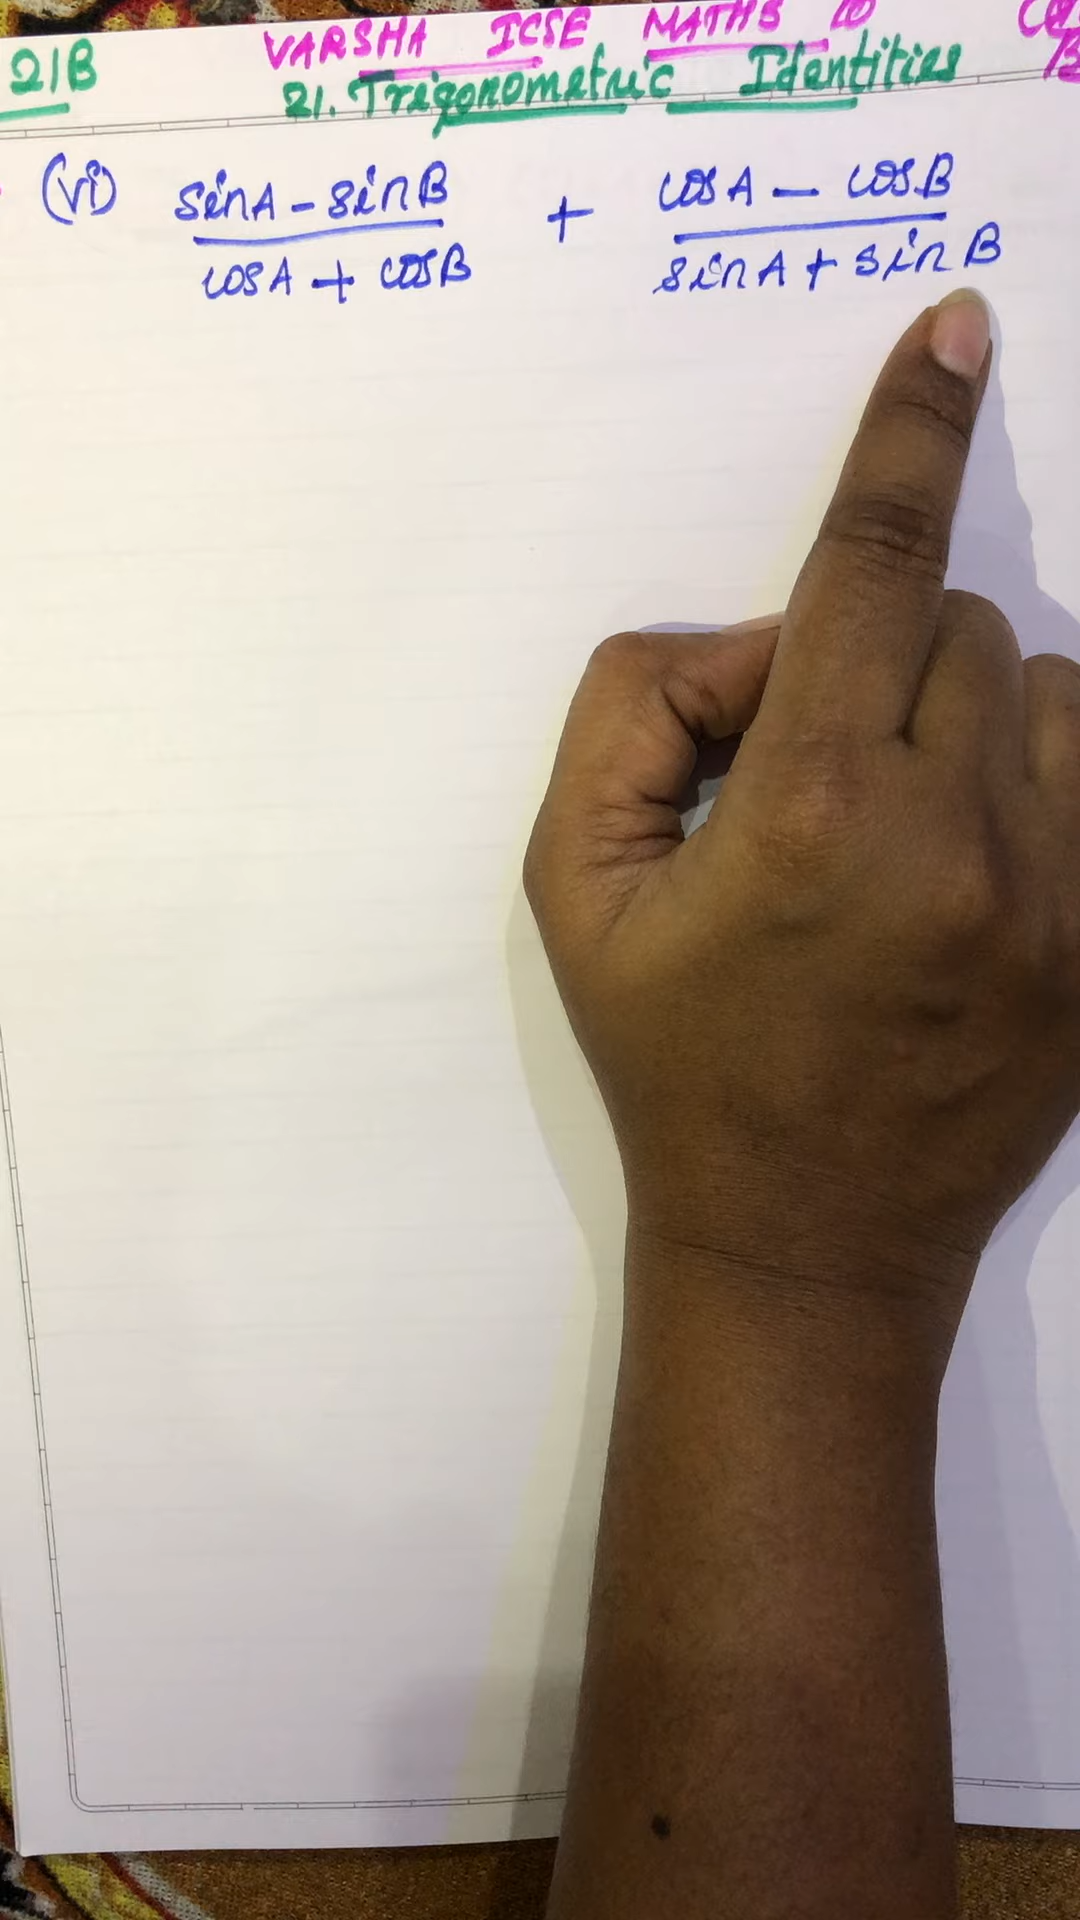 VARSHA ICSE MATHS 10
21B 21. Trigonometric Identities
(vi) sinA - sinB / cosA + cosB + cosA - cosB / sinA + sinB